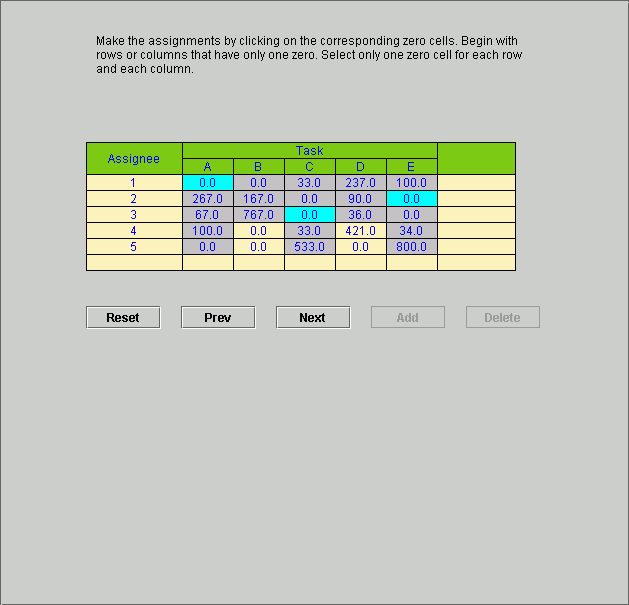 Make the assignments by clicking on the corresponding zero cells. Begin with
rows or columns that have only one zero. Select only one zero cell for each row
and each column.
Assignee Task
A B C D E
1 0.0 0.0 33.0 237.0 100.0
2 267.0 167.0 0.0 90.0 0.0
3 67.0 767.0 0.0 36.0 0.0
4 100.0 0.0 33.0 421.0 34.0
5 0.0 0.0 533.0 0.0 800.0
Reset Prev Next Add Delete